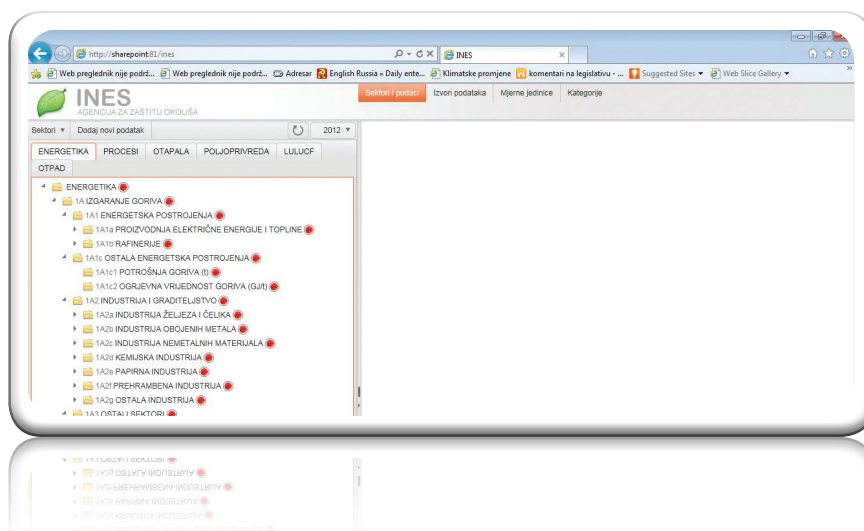 http://sharepoint:81/ines
INES
Web preglednik nije podrž... Web preglednik nije podrž... Adresar English Russia » Daily ente... Klimatske promjene komentari na legislativu - ... Suggested Sites Web Slice Gallery
INES
AGENCIJA ZA ZAŠTITU OKOLIŠA
Sektori / podaci Izvori podataka Mjerne jedinice Kategorije
Sektori Dodaj novi podatak 2012
ENERGETIKA PROCESI OTAPALA POLJOPRIVREDA LULUCF
OTPAD
ENERGETIKA
1A IZGARANJE GORIVA
1A1 ENERGETSKA POSTROJENJA
1A1a PROIZVODNJA ELEKTRIČNE ENERGIJE I TOPLINE
1A1b RAFINERIJE
1A1c OSTALA ENERGETSKA POSTROJENJA
1A1c1 POTROŠNJA GORIVA (t)
1A1c2 OGRJEVNA VRIJEDNOST GORIVA (GJ/t)
1A2 INDUSTRIJA I GRADITELJSTVO
1A2a INDUSTRIJA ŽELJEZA I ČELIKA
1A2b INDUSTRIJA OBOJENIH METALA
1A2c INDUSTRIJA NEMETALNIH MATERIJALA
1A2d KEMIJSKA INDUSTRIJA
1A2e PAPIRNA INDUSTRIJA
1A2f PREHRAMBENA INDUSTRIJA
1A2g OSTALA INDUSTRIJA
1A3 OSTALI SEKTORI